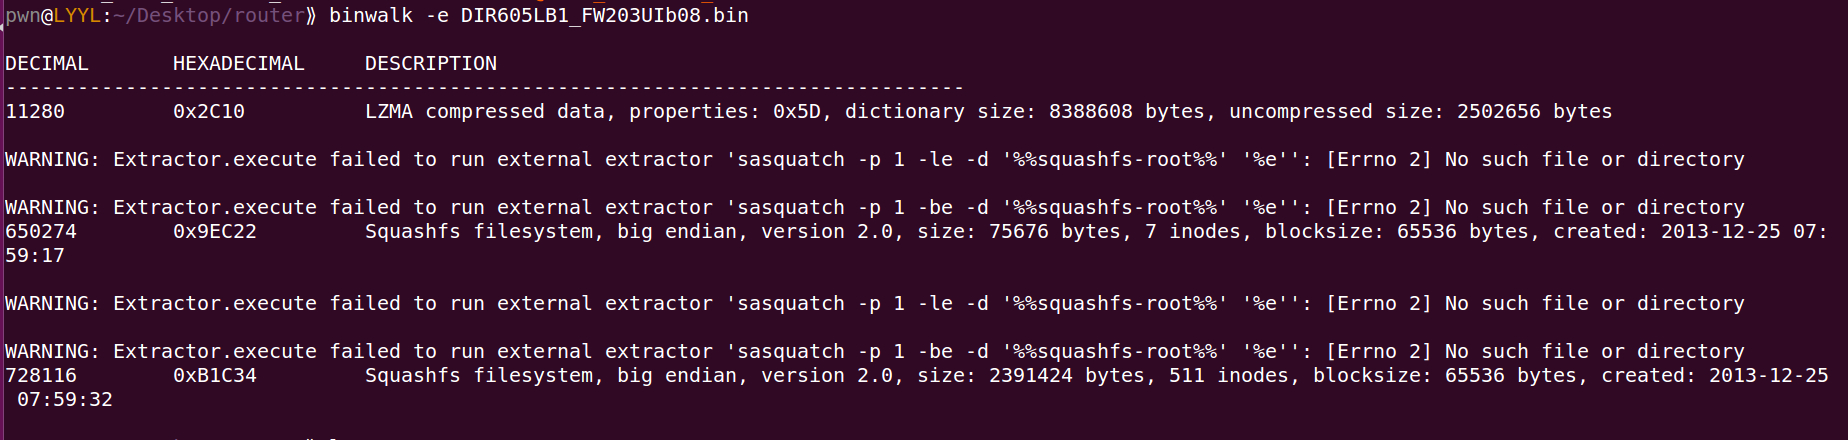 pwn@LYYL:~/Desktop/router⟫ binwalk -e DIR605LB1_FW203UIb08.bin
DECIMAL       HEXADECIMAL     DESCRIPTION
--------------------------------------------------------------------------------
11280         0x2C10          LZMA compressed data, properties: 0x5D, dictionary size: 8388608 bytes, uncompressed size: 2502656 bytes
WARNING: Extractor.execute failed to run external extractor 'sasquatch -p 1 -le -d '%%squashfs-root%%' '%e'': [Errno 2] No such file or directory
WARNING: Extractor.execute failed to run external extractor 'sasquatch -p 1 -be -d '%%squashfs-root%%' '%e'': [Errno 2] No such file or directory
650274        0x9EC22         Squashfs filesystem, big endian, version 2.0, size: 75676 bytes, 7 inodes, blocksize: 65536 bytes, created: 2013-12-25 07:
59:17
WARNING: Extractor.execute failed to run external extractor 'sasquatch -p 1 -le -d '%%squashfs-root%%' '%e'': [Errno 2] No such file or directory
WARNING: Extractor.execute failed to run external extractor 'sasquatch -p 1 -be -d '%%squashfs-root%%' '%e'': [Errno 2] No such file or directory
728116        0xB1C34         Squashfs filesystem, big endian, version 2.0, size: 2391424 bytes, 511 inodes, blocksize: 65536 bytes, created: 2013-12-25
 07:59:32